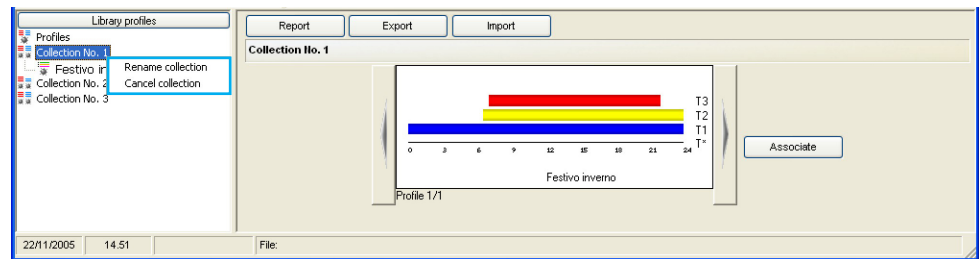 Library profiles
Report Export Import
Profiles
Collection No. 1
Collection No. 1
Rename collection
Festivo in
Cancel collection
Collection No. 2
Collection No. 3
T3
T2
T1
T*
0 3 6 9 12 15 18 21 24
Associate
Festivo inverno
Profile 1/1
22/11/2005 14.51 File: